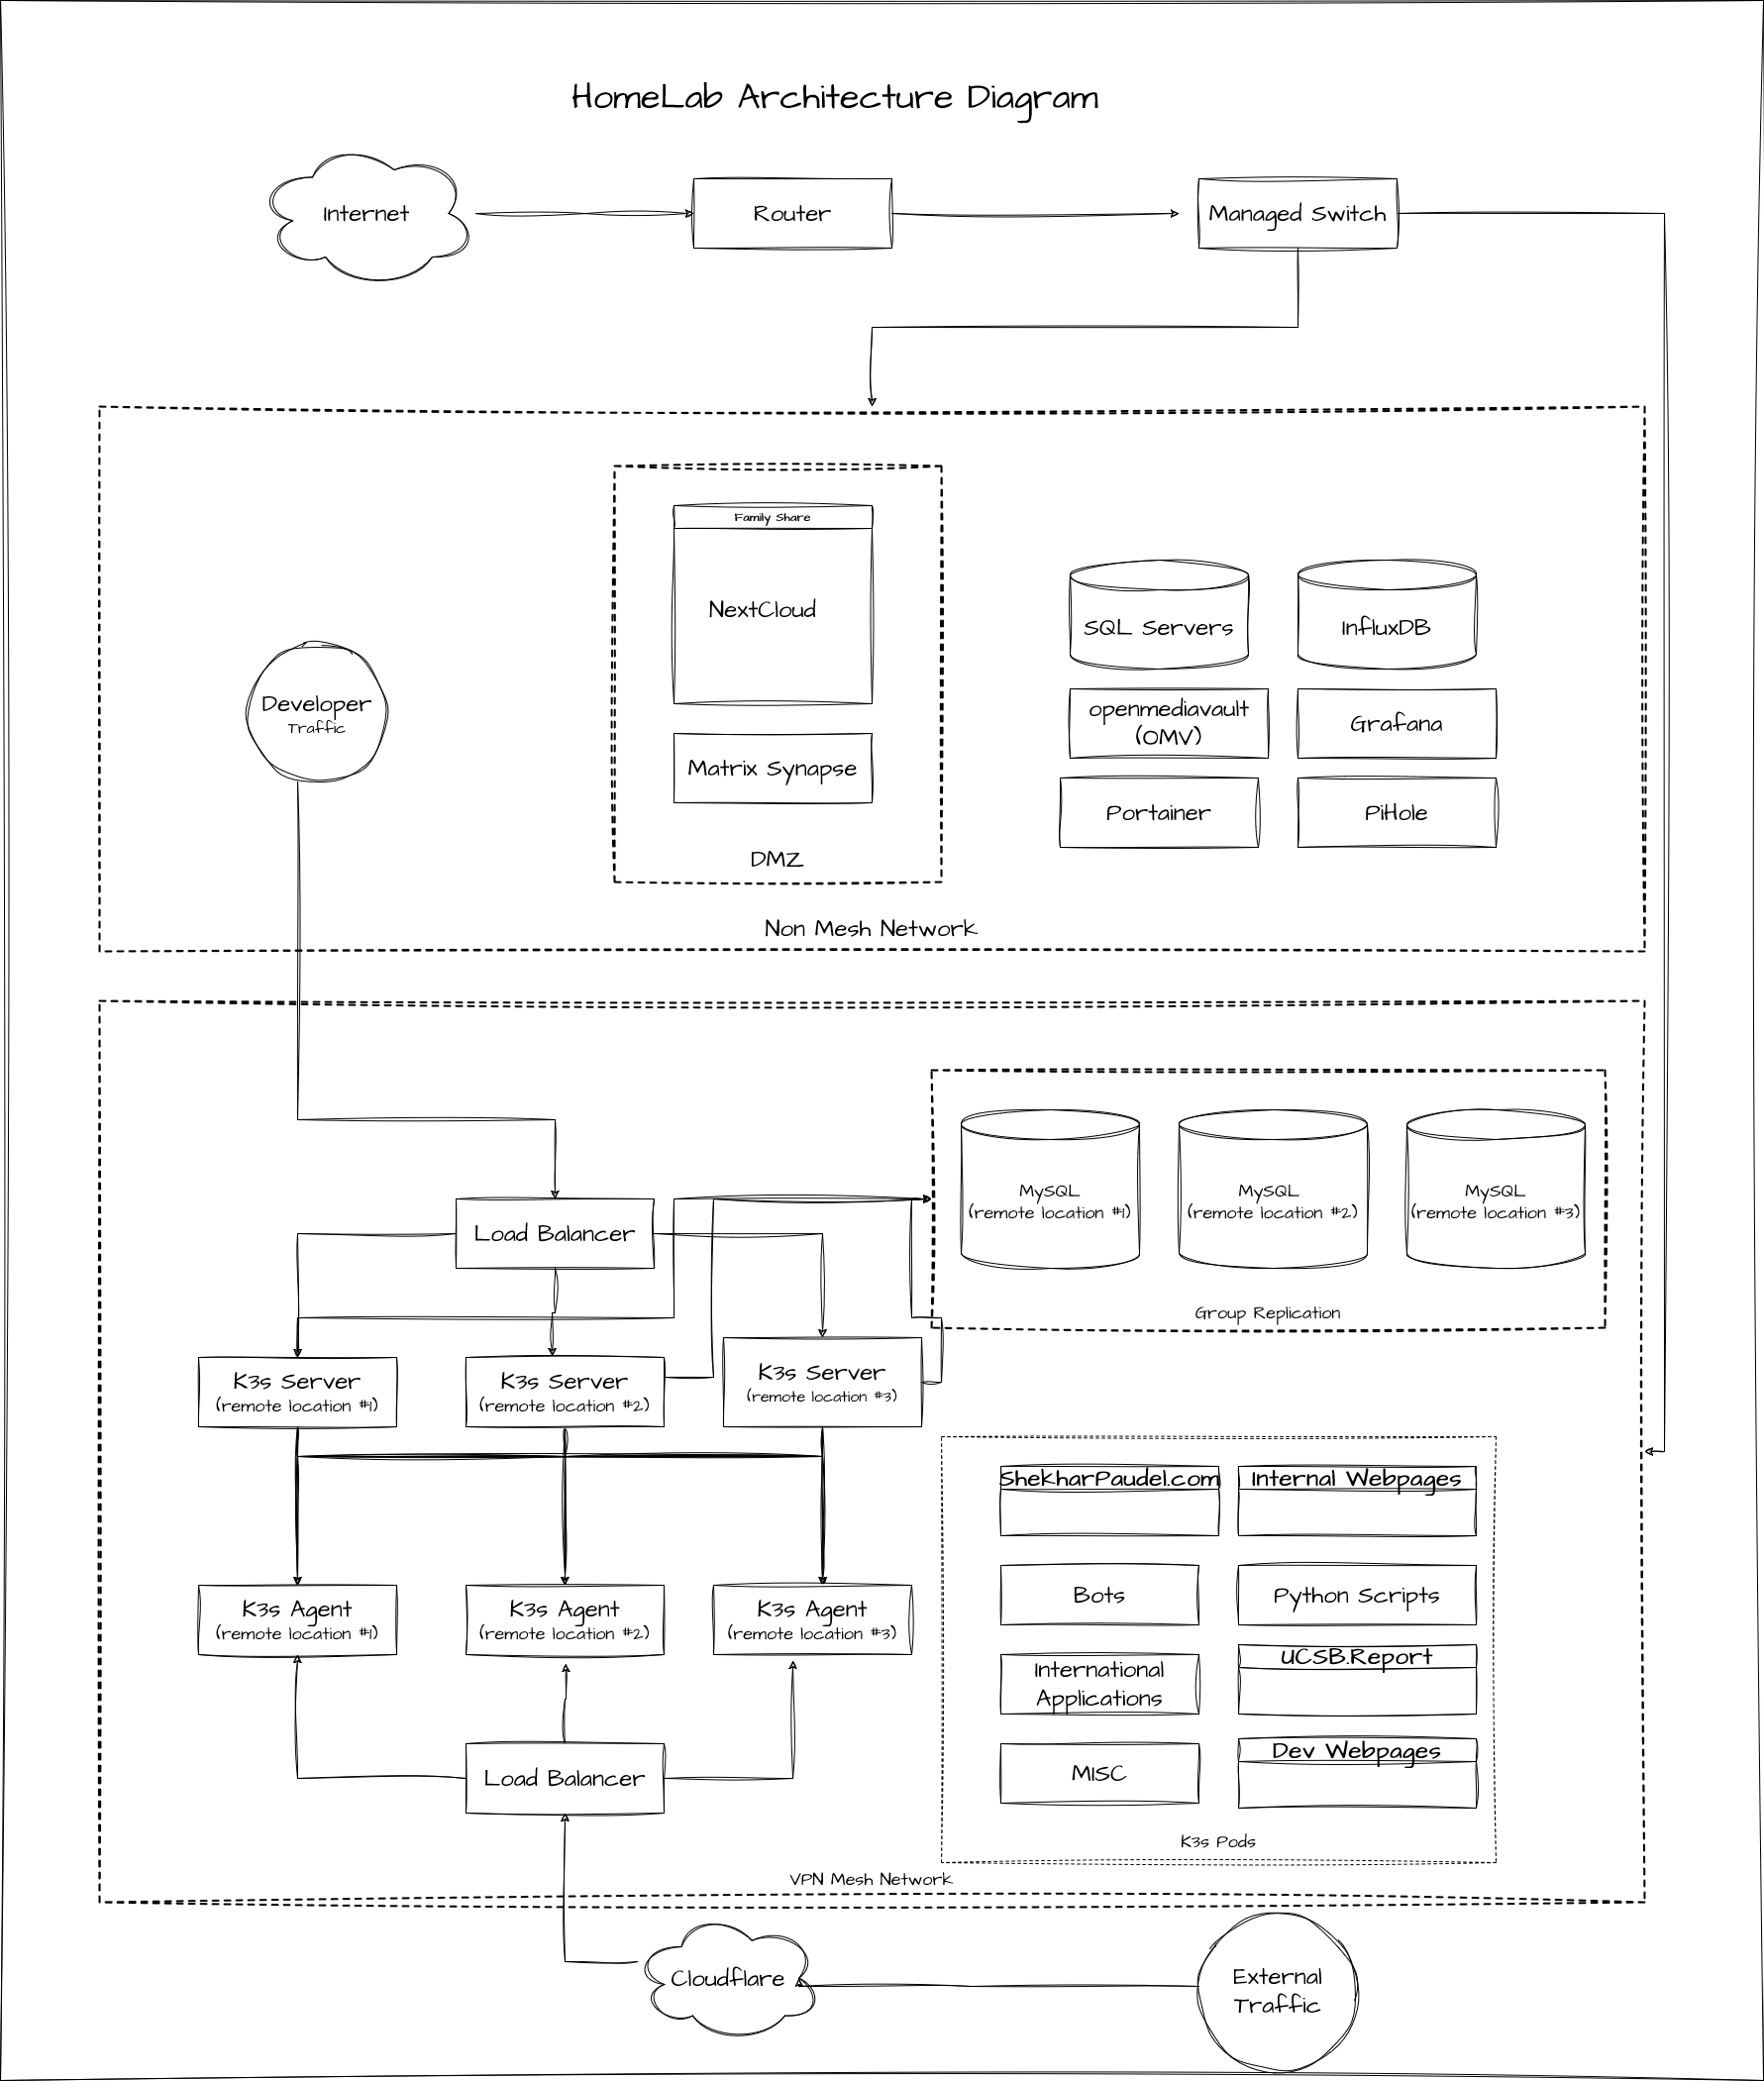 HomeLab Architecture Diagram
Internet
Router
Managed Switch
Family Share
NextCloud
SQL Servers
InfluxDB
Developer
Traffic
openmediavault
(OMV)
Grafana
Matrix Synapse
Portainer
PiHole
DMZ
Non Mesh Network
MySQL
(remote location #1)
MySQL
(remote location #2)
MySQL
(remote location #3)
Load Balancer
Group Replication
K3s Server
(remote location #1)
K3s Server
(remote location #2)
K3s Server
(remote location #3)
ShekharPaudel.com
Internal Webpages
K3s Agent
(remote location #1)
K3s Agent
(remote location #2)
K3s Agent
(remote location #3)
Bots
Python Scripts
International
Applications
UCSB.Report
Load Balancer
MISC
Dev Webpages
K3s Pods
VPN Mesh Network
Cloudflare
External
Traffic